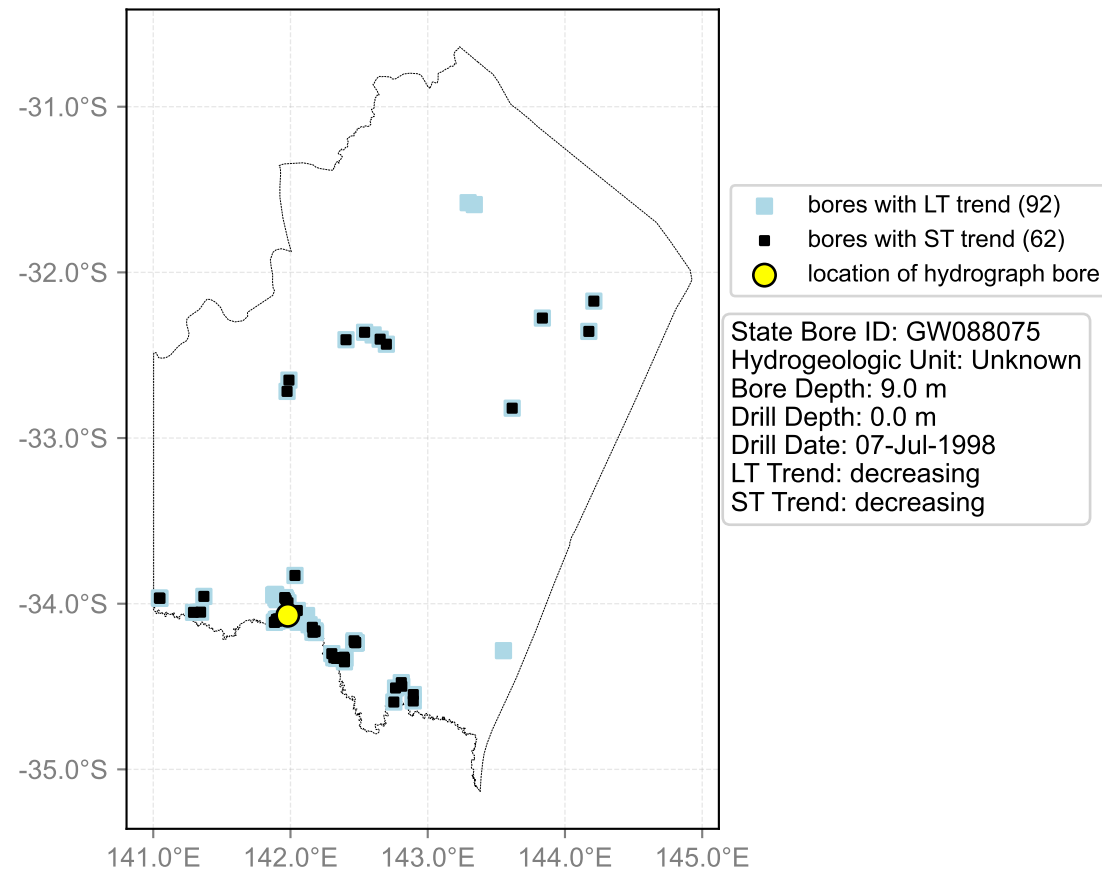 -31.0°S
-32.0°S
-33.0°S
-34.0°S
-35.0°S
141.0°E
142.0°E
143.0°E
144.0°E
145.0°E
bores with LT trend (92)
bores with ST trend (62)
location of hydrograph bore
State Bore ID: GW088075
Hydrogeologic Unit: Unknown
Bore Depth: 9.0 m
Drill Depth: 0.0 m
Drill Date: 07-Jul-1998
LT Trend: decreasing
ST Trend: decreasing